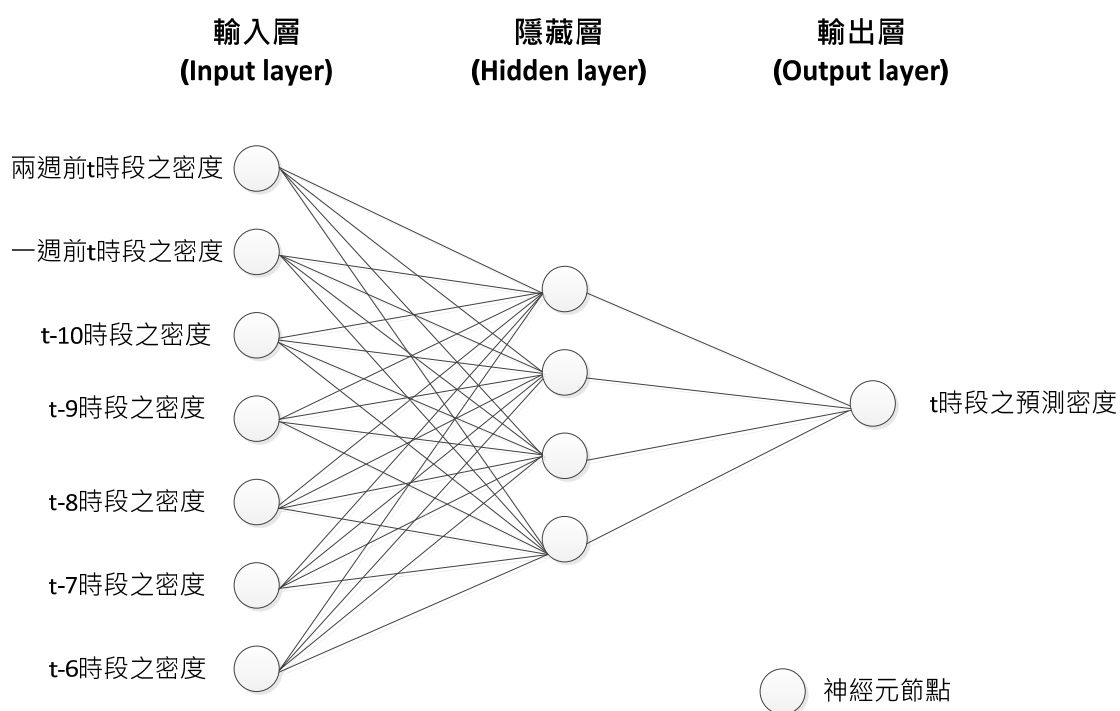 輸入層
(Input layer)
隱藏層
(Hidden layer)
輸出層
(Output layer)
兩週前t時段之密度
一週前t時段之密度
t-10時段之密度
t-9時段之密度
t-8時段之密度
t-7時段之密度
t-6時段之密度
t時段之預測密度
神經元節點